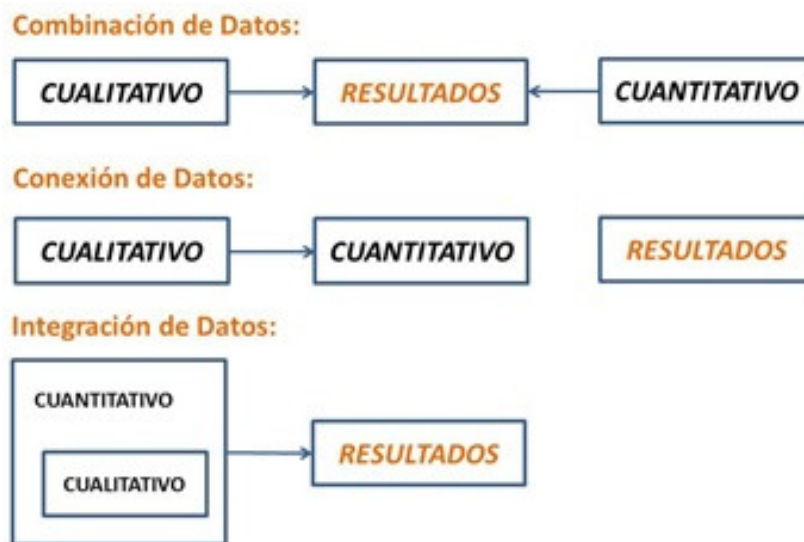 Combinación de Datos:
CUALITATIVO RESULTADOS CUANTITATIVO
Conexión de Datos:
CUALITATIVO CUANTITATIVO RESULTADOS
Integración de Datos:
CUANTITATIVO
RESULTADOS
CUALITATIVO